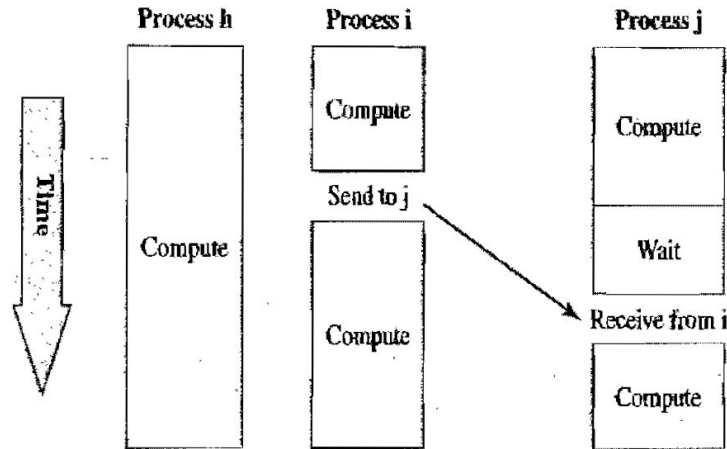 Process h
Process i
Process j
Time
Compute
Compute
Send to j
Compute
Compute
Wait
Receive from i
Compute